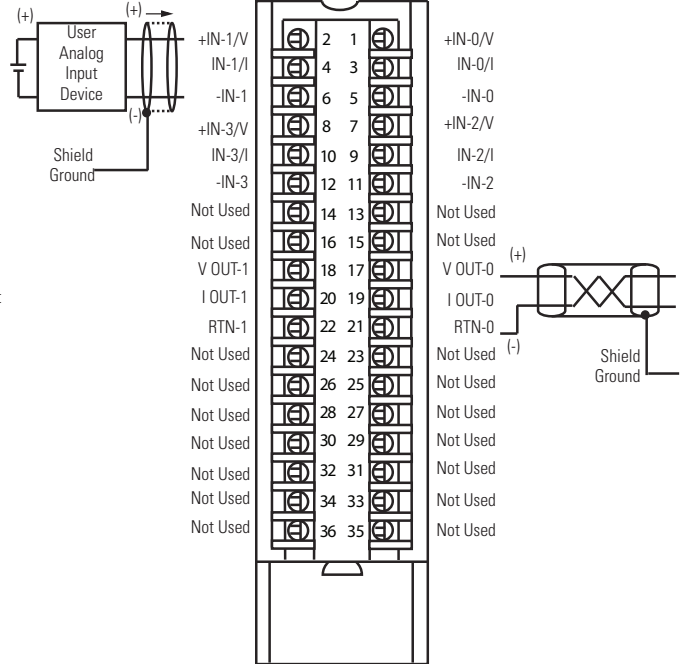 (+)
(+)
User
Analog
Input
Device
(-)
Shield
Ground
+IN-1/V 2 1 +IN-0/V
IN-1/I 4 3 IN-0/I
-IN-1 6 5 -IN-0
+IN-3/V 8 7 +IN-2/V
IN-3/I 10 9 IN-2/I
-IN-3 12 11 -IN-2
Not Used 14 13 Not Used
Not Used 16 15 Not Used
V OUT-1 18 17 V OUT-0
I OUT-1 20 19 I OUT-0
RTN-1 22 21 RTN-0
Not Used 24 23 Not Used
Not Used 26 25 Not Used
Not Used 28 27 Not Used
Not Used 30 29 Not Used
Not Used 32 31 Not Used
Not Used 34 33 Not Used
Not Used 36 35 Not Used
(+)
(-)
Shield
Ground